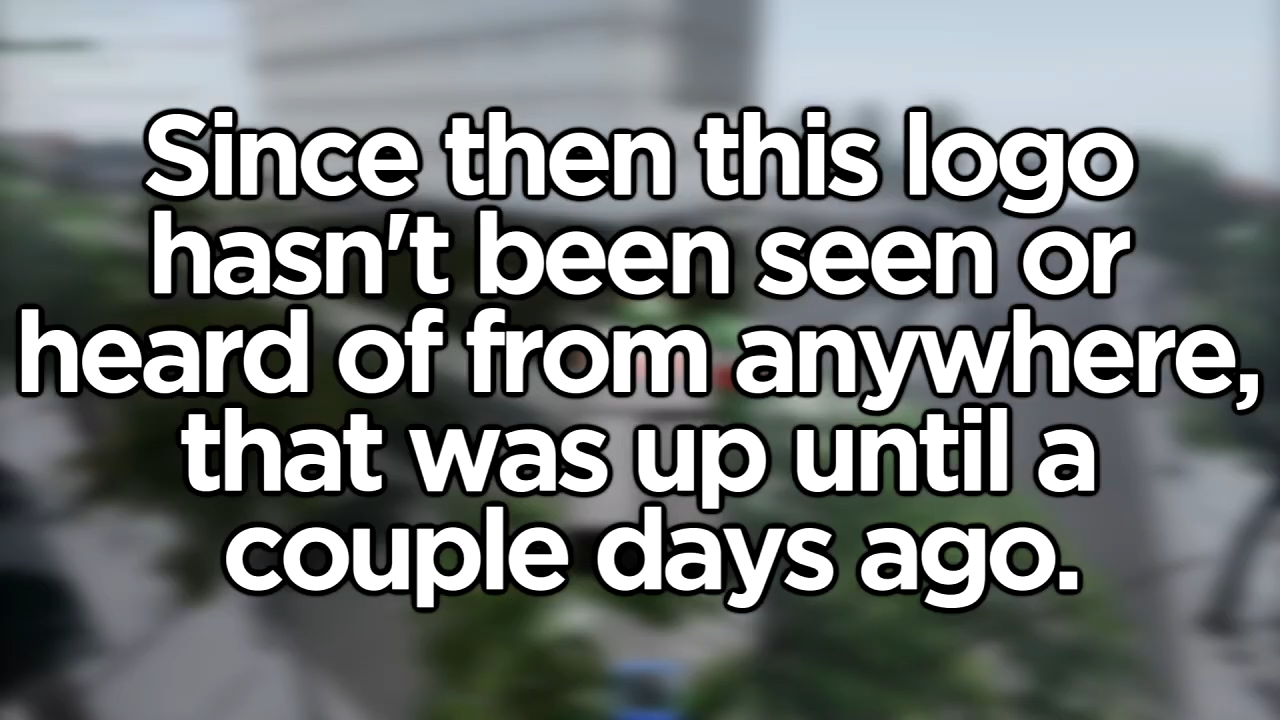 Since then this logo
hasn't been seen or
heard of from anywhere,
that was up until a
couple days ago.